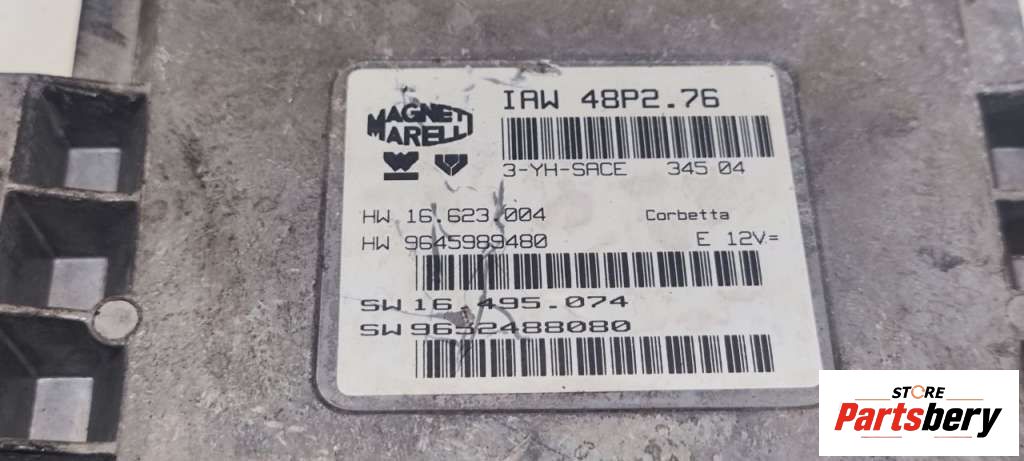 IAW 48P2.76
MAGNETI
MARELLI
3-YH-SACE 345 04
HW 16.623.004 Corbetta
HW 9645989480 E 12V=
SW 16.495.074
SW 9652488080
STORE
Partsbery